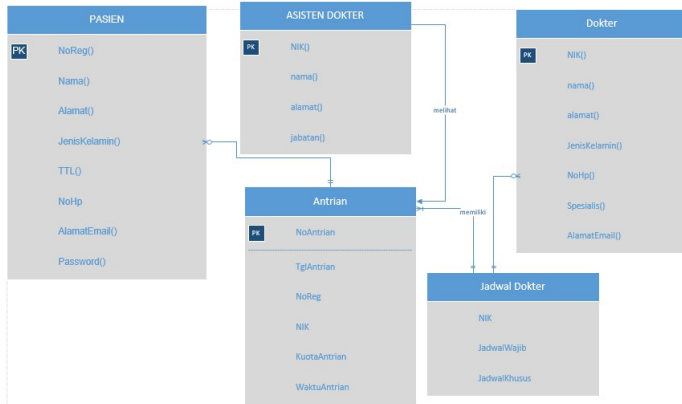 PASIEN
PK NoReg()
Nama()
Alamat()
JenisKelamin()
TTL()
NoHp
AlamatEmail()
Password()
ASISTEN DOKTER
PK NIK()
nama()
alamat()
jabatan()
melihat
Antrian
PK NoAntrian
TglAntrian
NoReg
NIK
KuotaAntrian
WaktuAntrian
memiliki
Dokter
PK NIK()
nama()
alamat()
JenisKelamin()
NoHp()
Spesialis()
AlamatEmail()
Jadwal Dokter
NIK
JadwalWajib
JadwalKhusus